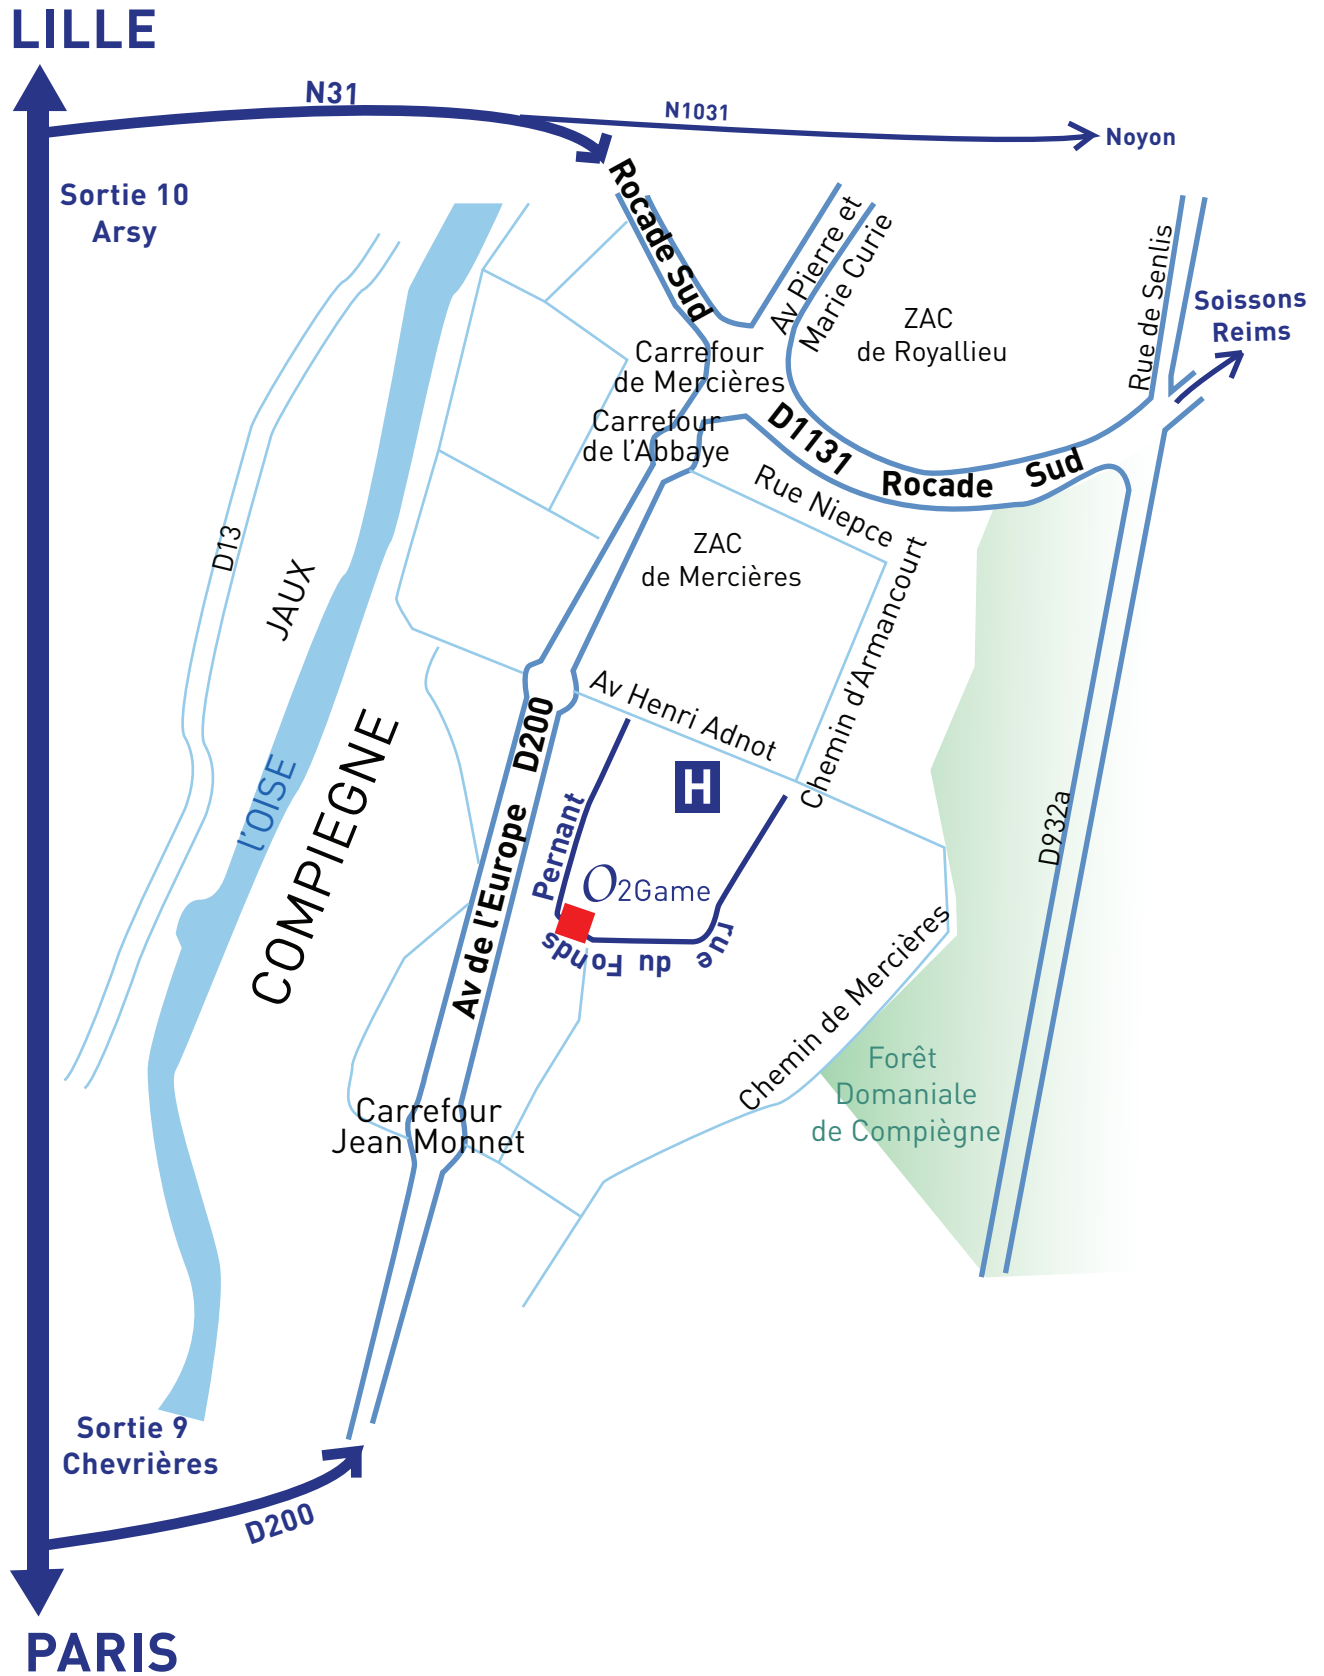 LILLE
N31
N1031
Noyon
Sortie 10
Arsy
Rocade Sud
Av Pierre et
Marie Curie
Rue de Senlis
Soissons
Reims
ZAC
de Royallieu
Carrefour
de Mercières
Carrefour
de l'Abbaye
D1131
Rocade
Sud
Rue Niepce
ZAC
de Mercières
D13
JAUX
Chemin d'Armancourt
Av Henri Adnot
D200
Av de l'Europe
l'OISE
COMPIEGNE
H
Pernant
O2Game
rue du Fonds
D932a
Chemin de Mercières
Forêt
Domaniale
de Compiègne
Carrefour
Jean Monnet
Sortie 9
Chevrières
D200
PARIS